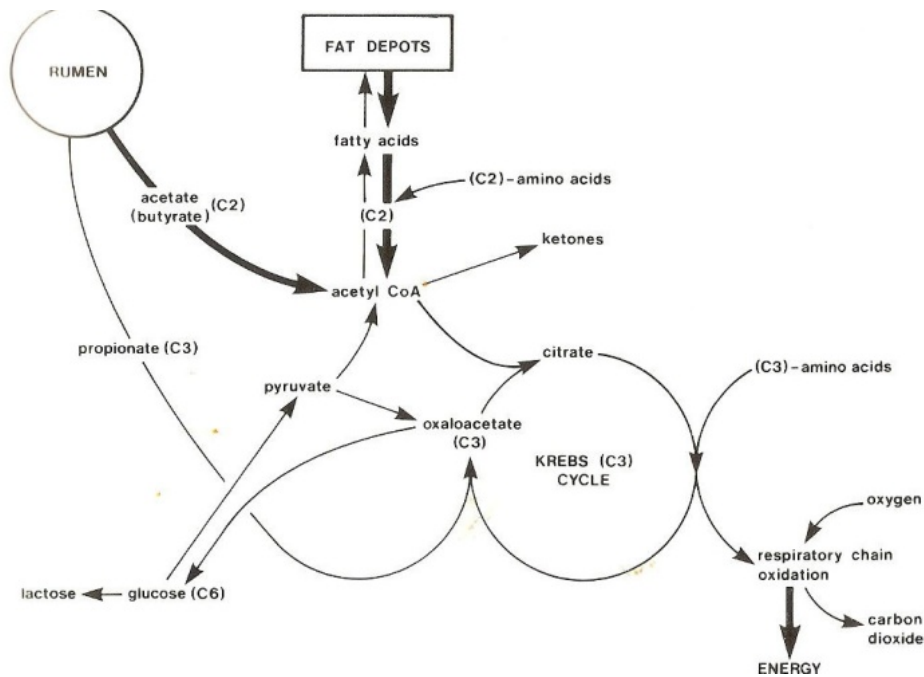 FAT DEPOTS
RUMEN
fatty acids
(C2)-amino acids
acetate
(butyrate)
(C2)
(C2)
ketones
acetyl CoA
propionate (C3)
citrate
(C3)-amino acids
pyruvate
oxaloacetate
(C3)
KREBS (C3)
CYCLE
oxygen
respiratory chain
oxidation
lactose
glucose (C6)
carbon
dioxide
ENERGY